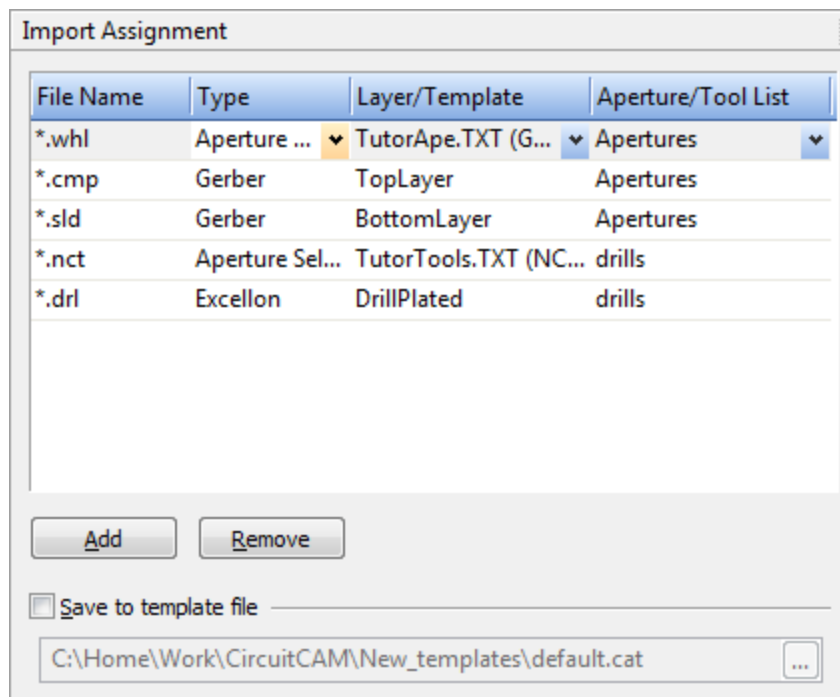 Import Assignment
File Name Type Layer/Template Aperture/Tool List
*.whl Aperture ... TutorApe.TXT (G... Apertures
*.cmp Gerber TopLayer Apertures
*.sld Gerber BottomLayer Apertures
*.nct Aperture Sel... TutorTools.TXT (NC... drills
*.drl Excellon DrillPlated drills
Add Remove
Save to template file
C:\Home\Work\CircuitCAM\New_templates\default.cat ...